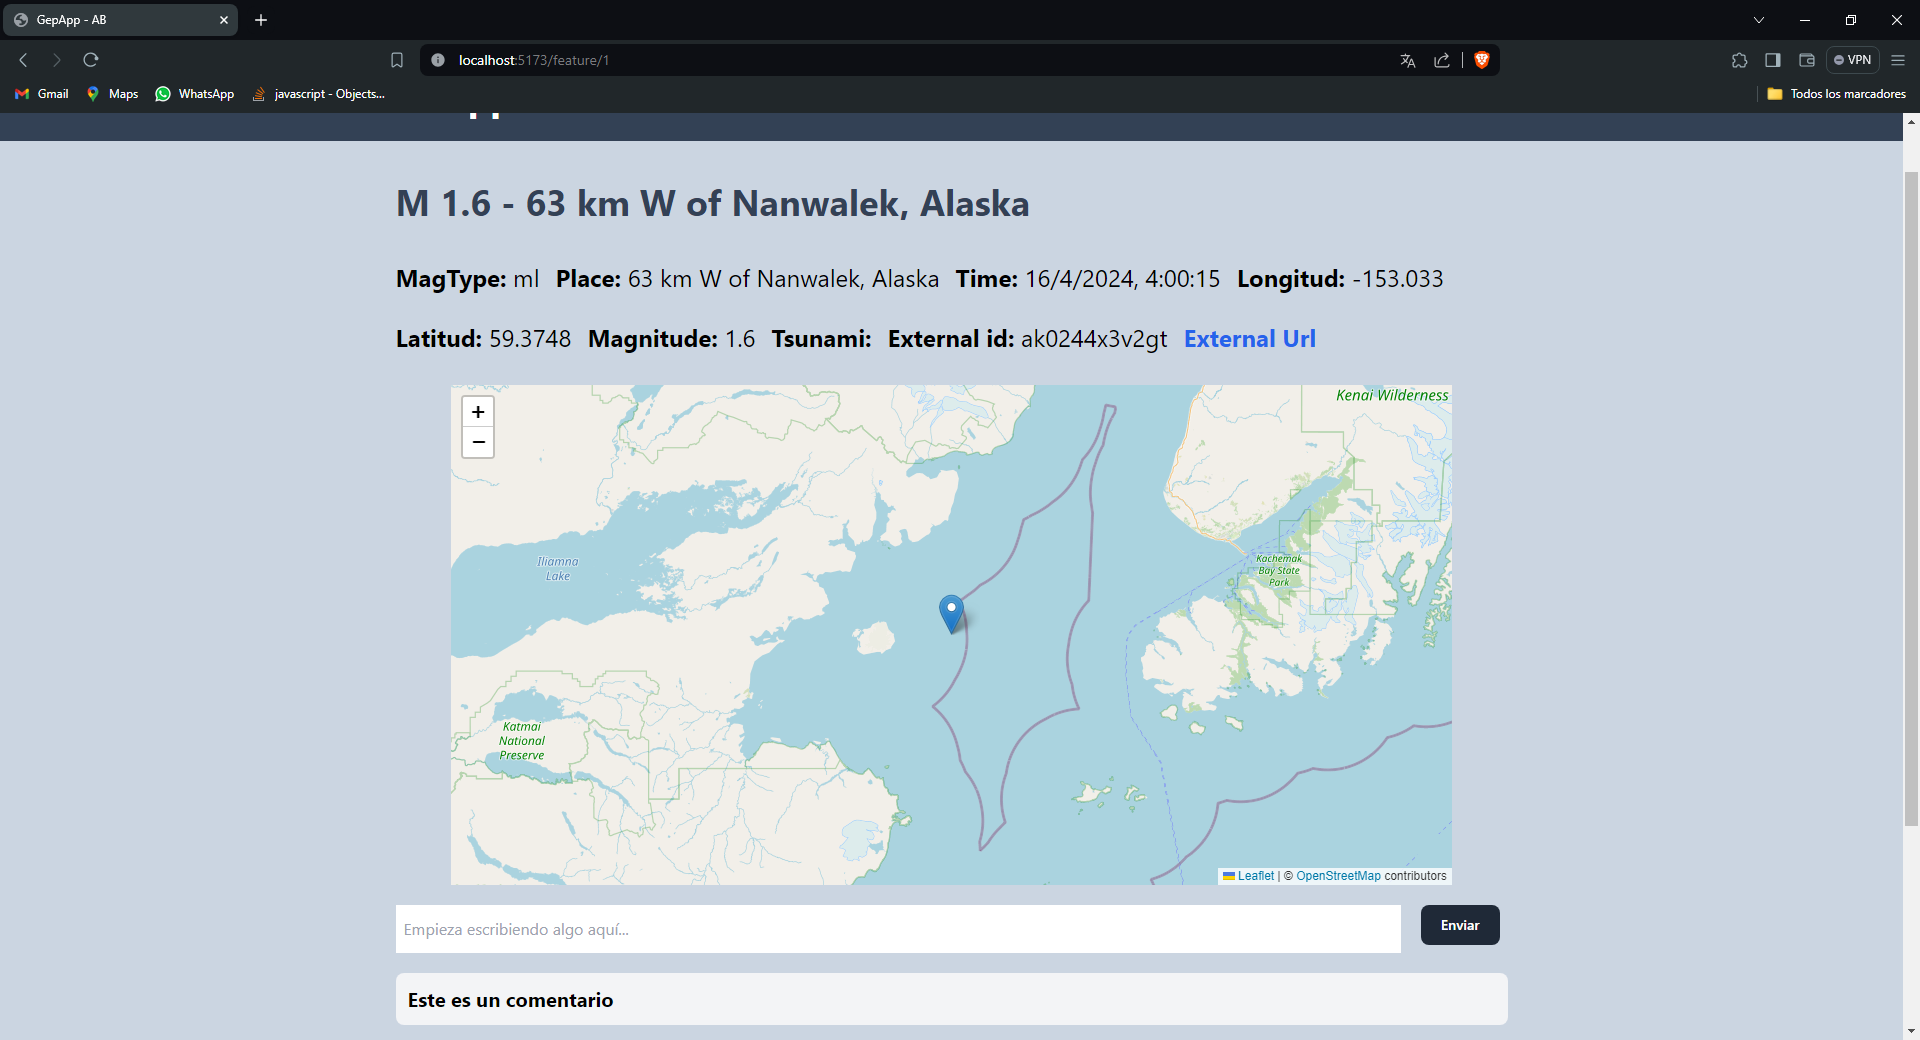 GepApp - AB
localhost:5173/feature/1
VPN
Gmail
Maps
WhatsApp
javascript - Objects...
Todos los marcadores
M 1.6 - 63 km W of Nanwalek, Alaska
MagType: ml Place: 63 km W of Nanwalek, Alaska Time: 16/4/2024, 4:00:15 Longitud: -153.033
Latitud: 59.3748 Magnitude: 1.6 Tsunami: External id: ak0244x3v2gt External Url
+
−
Kenai Wilderness
Iliamna
Lake
Kachemak
Bay State
Park
Katmai
National
Preserve
Leaflet | © OpenStreetMap contributors
Empieza escribiendo algo aquí...
Enviar
Este es un comentario